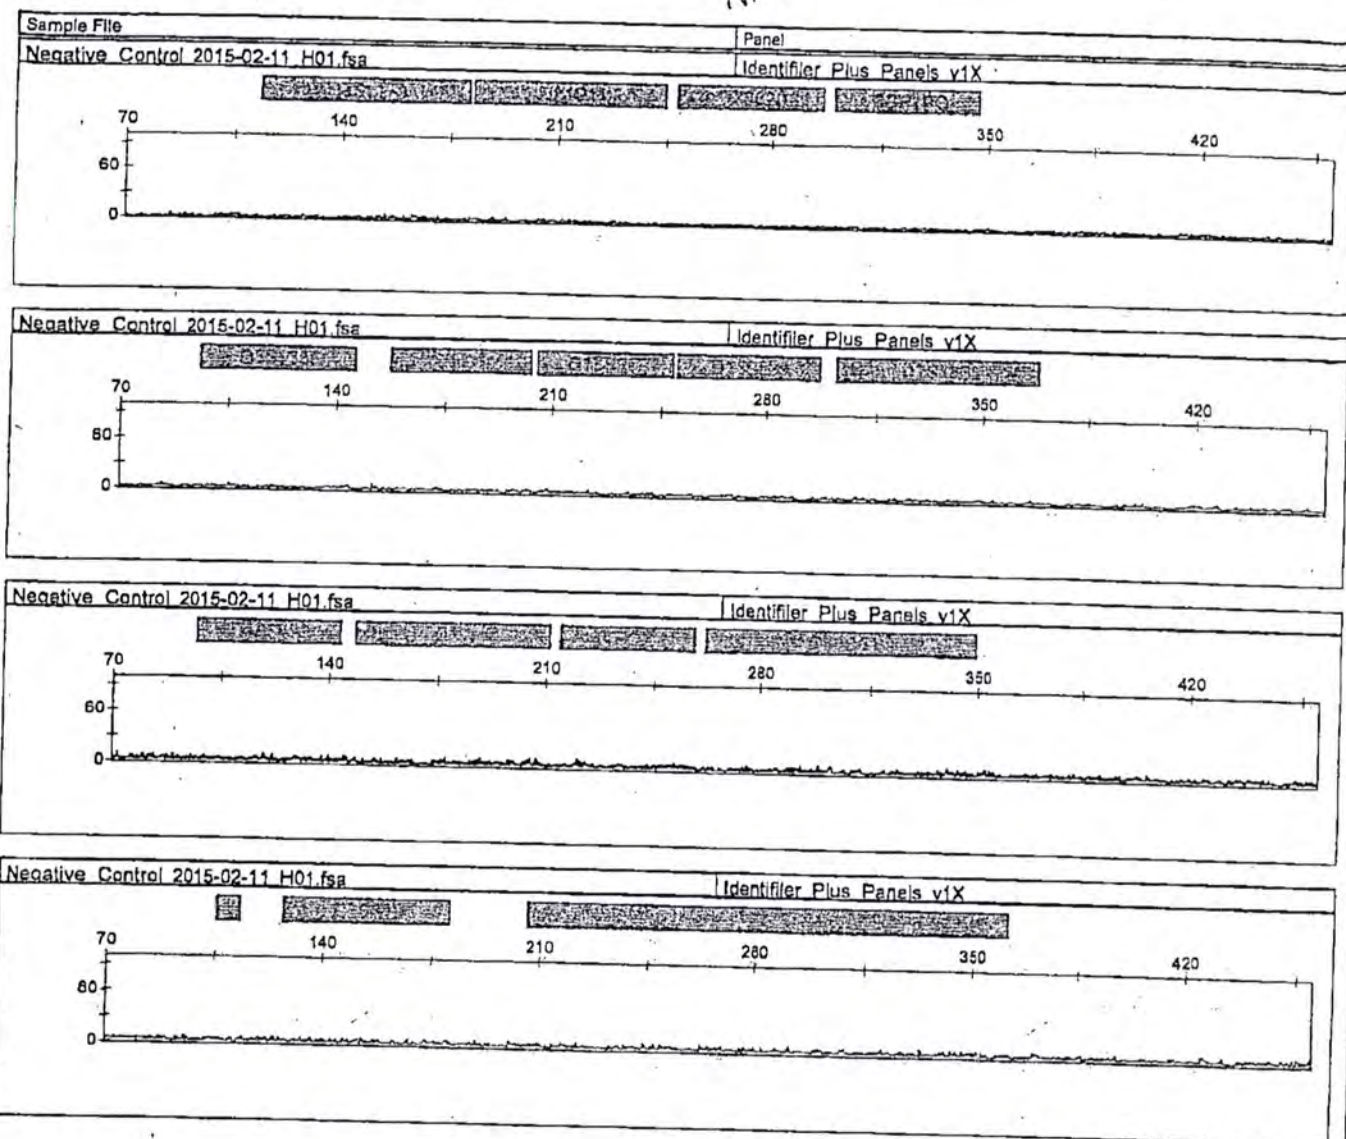 Sample File Panel
Negative Control 2015-02-11 H01.fsa Identifiler Plus Panels v1X
70 140 210 280 350 420
60
0
Negative Control 2015-02-11 H01.fsa Identifiler Plus Panels v1X
70 140 210 280 350 420
60
0
Negative Control 2015-02-11 H01.fsa Identifiler Plus Panels v1X
70 140 210 280 350 420
60
0
Negative Control 2015-02-11 H01.fsa Identifiler Plus Panels v1X
70 140 210 280 350 420
60
0